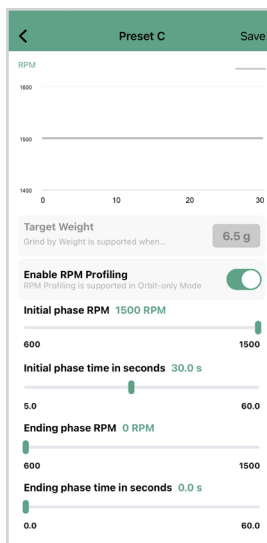 Preset C
Save
RPM
1600
1500
1400
0 10 20 30
Target Weight
Grind by Weight is supported when...
6.5 g
Enable RPM Profiling
RPM Profiling is supported in Orbit-only Mode
Initial phase RPM 1500 RPM
600 1500
Initial phase time in seconds 30.0 s
5.0 60.0
Ending phase RPM 0 RPM
600 1500
Ending phase time in seconds 0.0 s
0.0 60.0